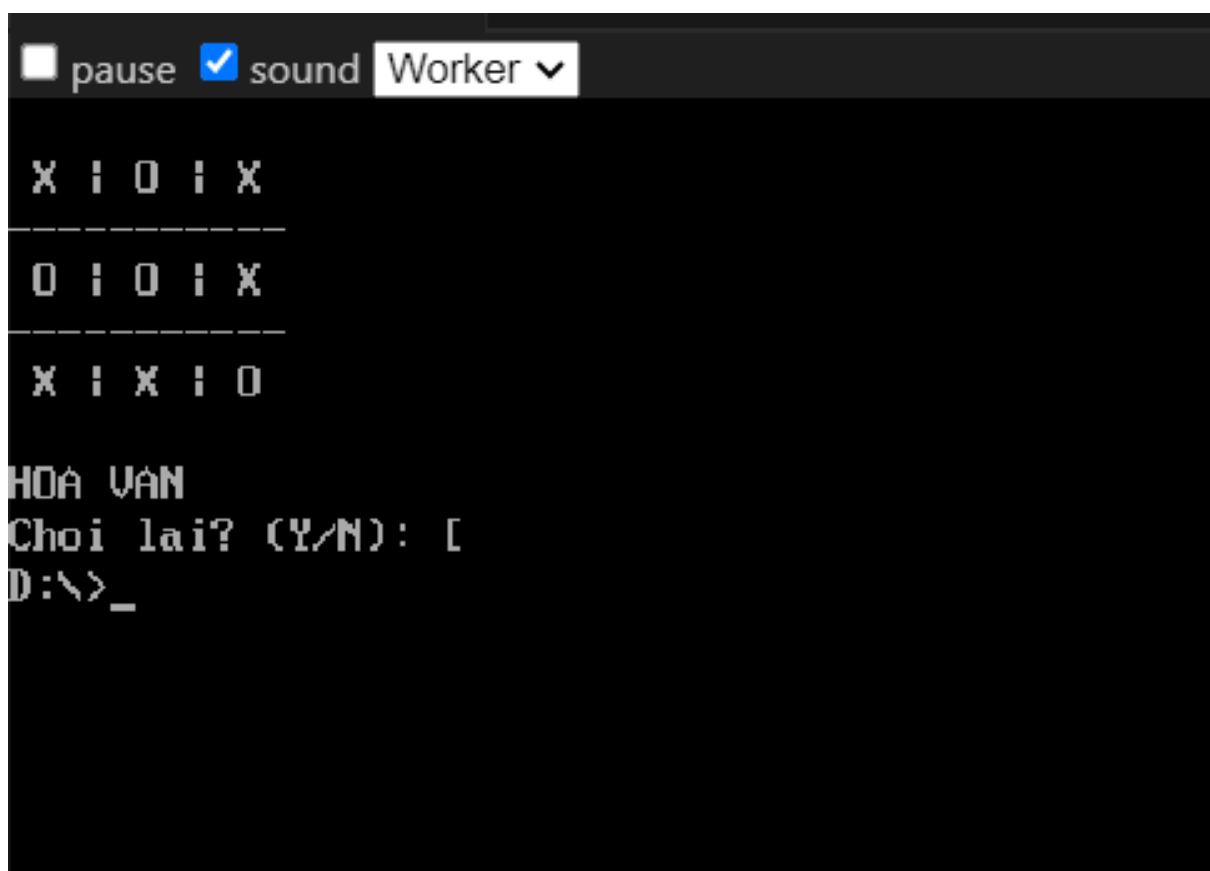 pause sound Worker
X | O | X
-----------
O | O | X
-----------
X | X | O
HOA VAN
Choi lai? (Y/N): [
D:\>_